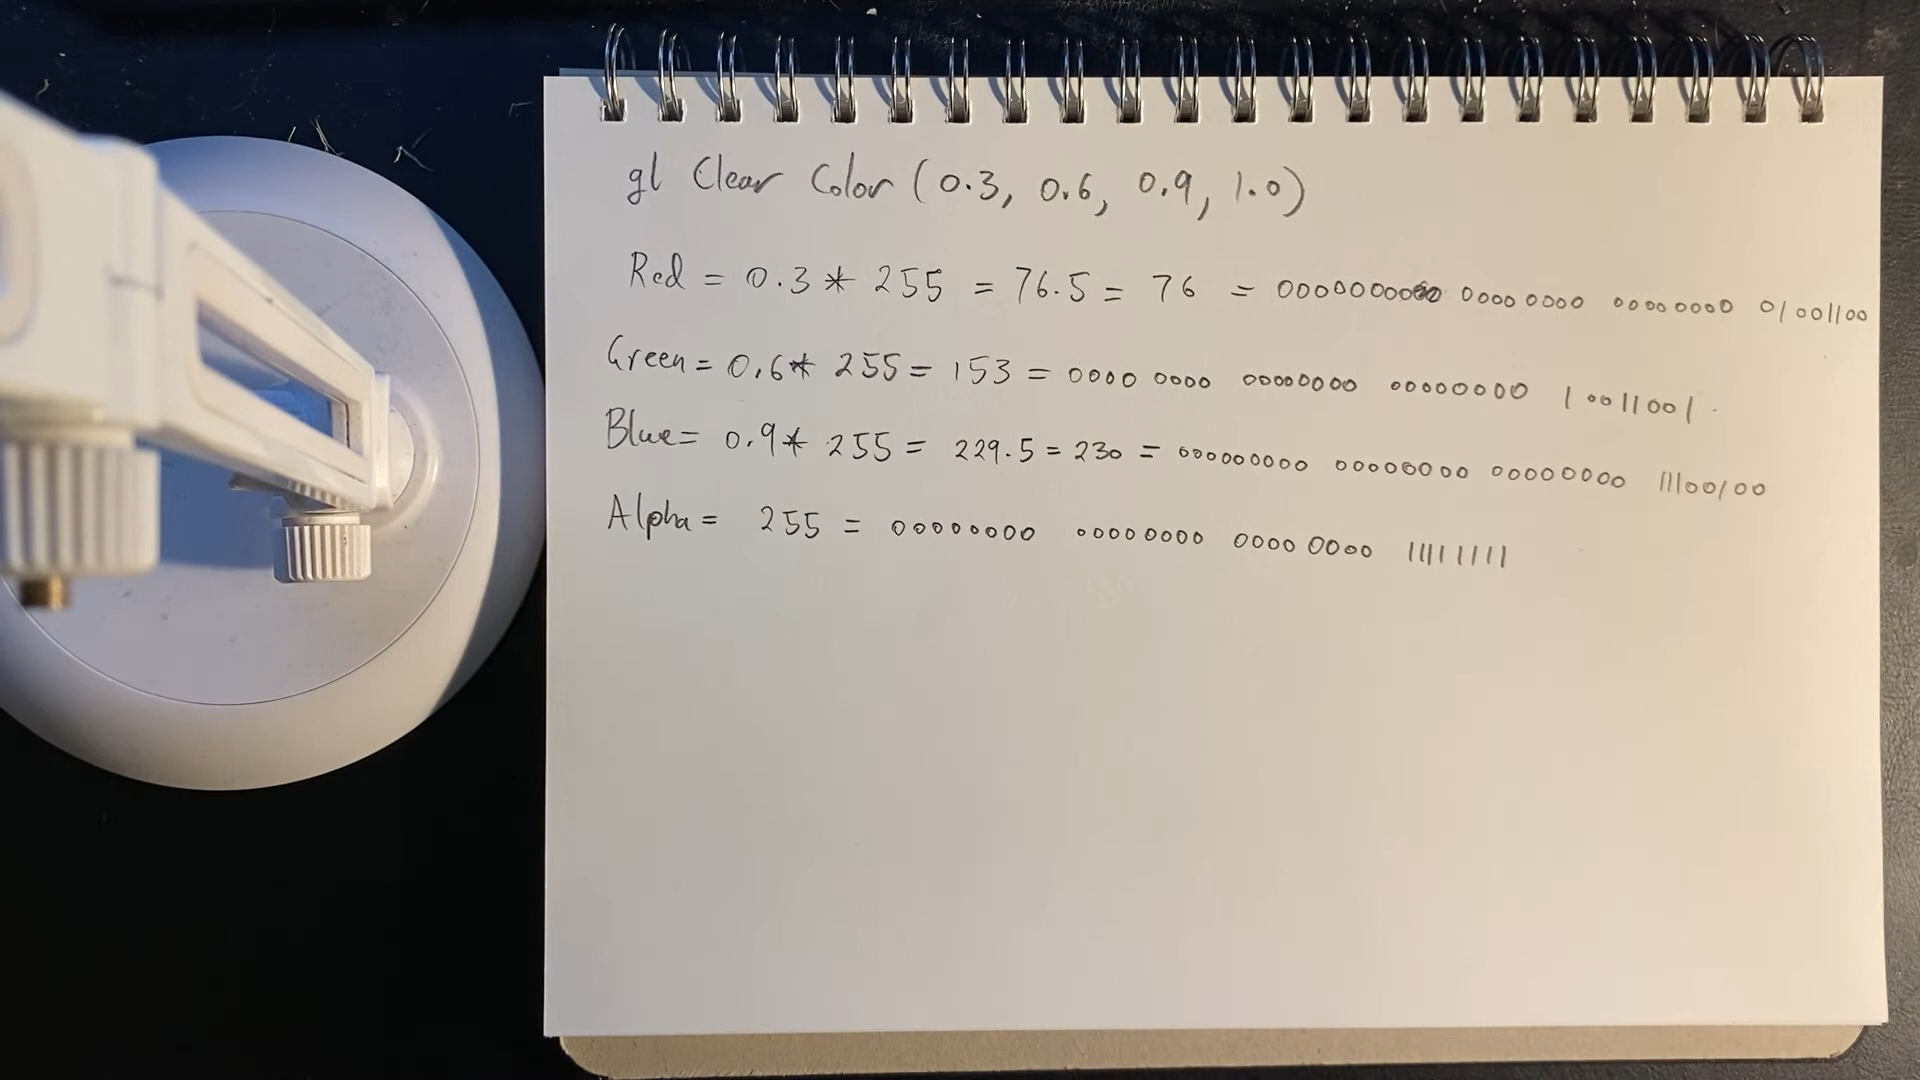 gl Clear Color (0.3, 0.6, 0.9, 1.0)
Red = 0.3 * 255 = 76.5 = 76 = 00000000 00000000 00000000 01001100
Green = 0.6 * 255 = 153 = 0000 0000 00000000 00000000 10011001
Blue = 0.9 * 255 = 229.5 = 230 = 000000000 00000000 00000000 11100100
Alpha = 255 = 00000000 00000000 0000 0000 11111111